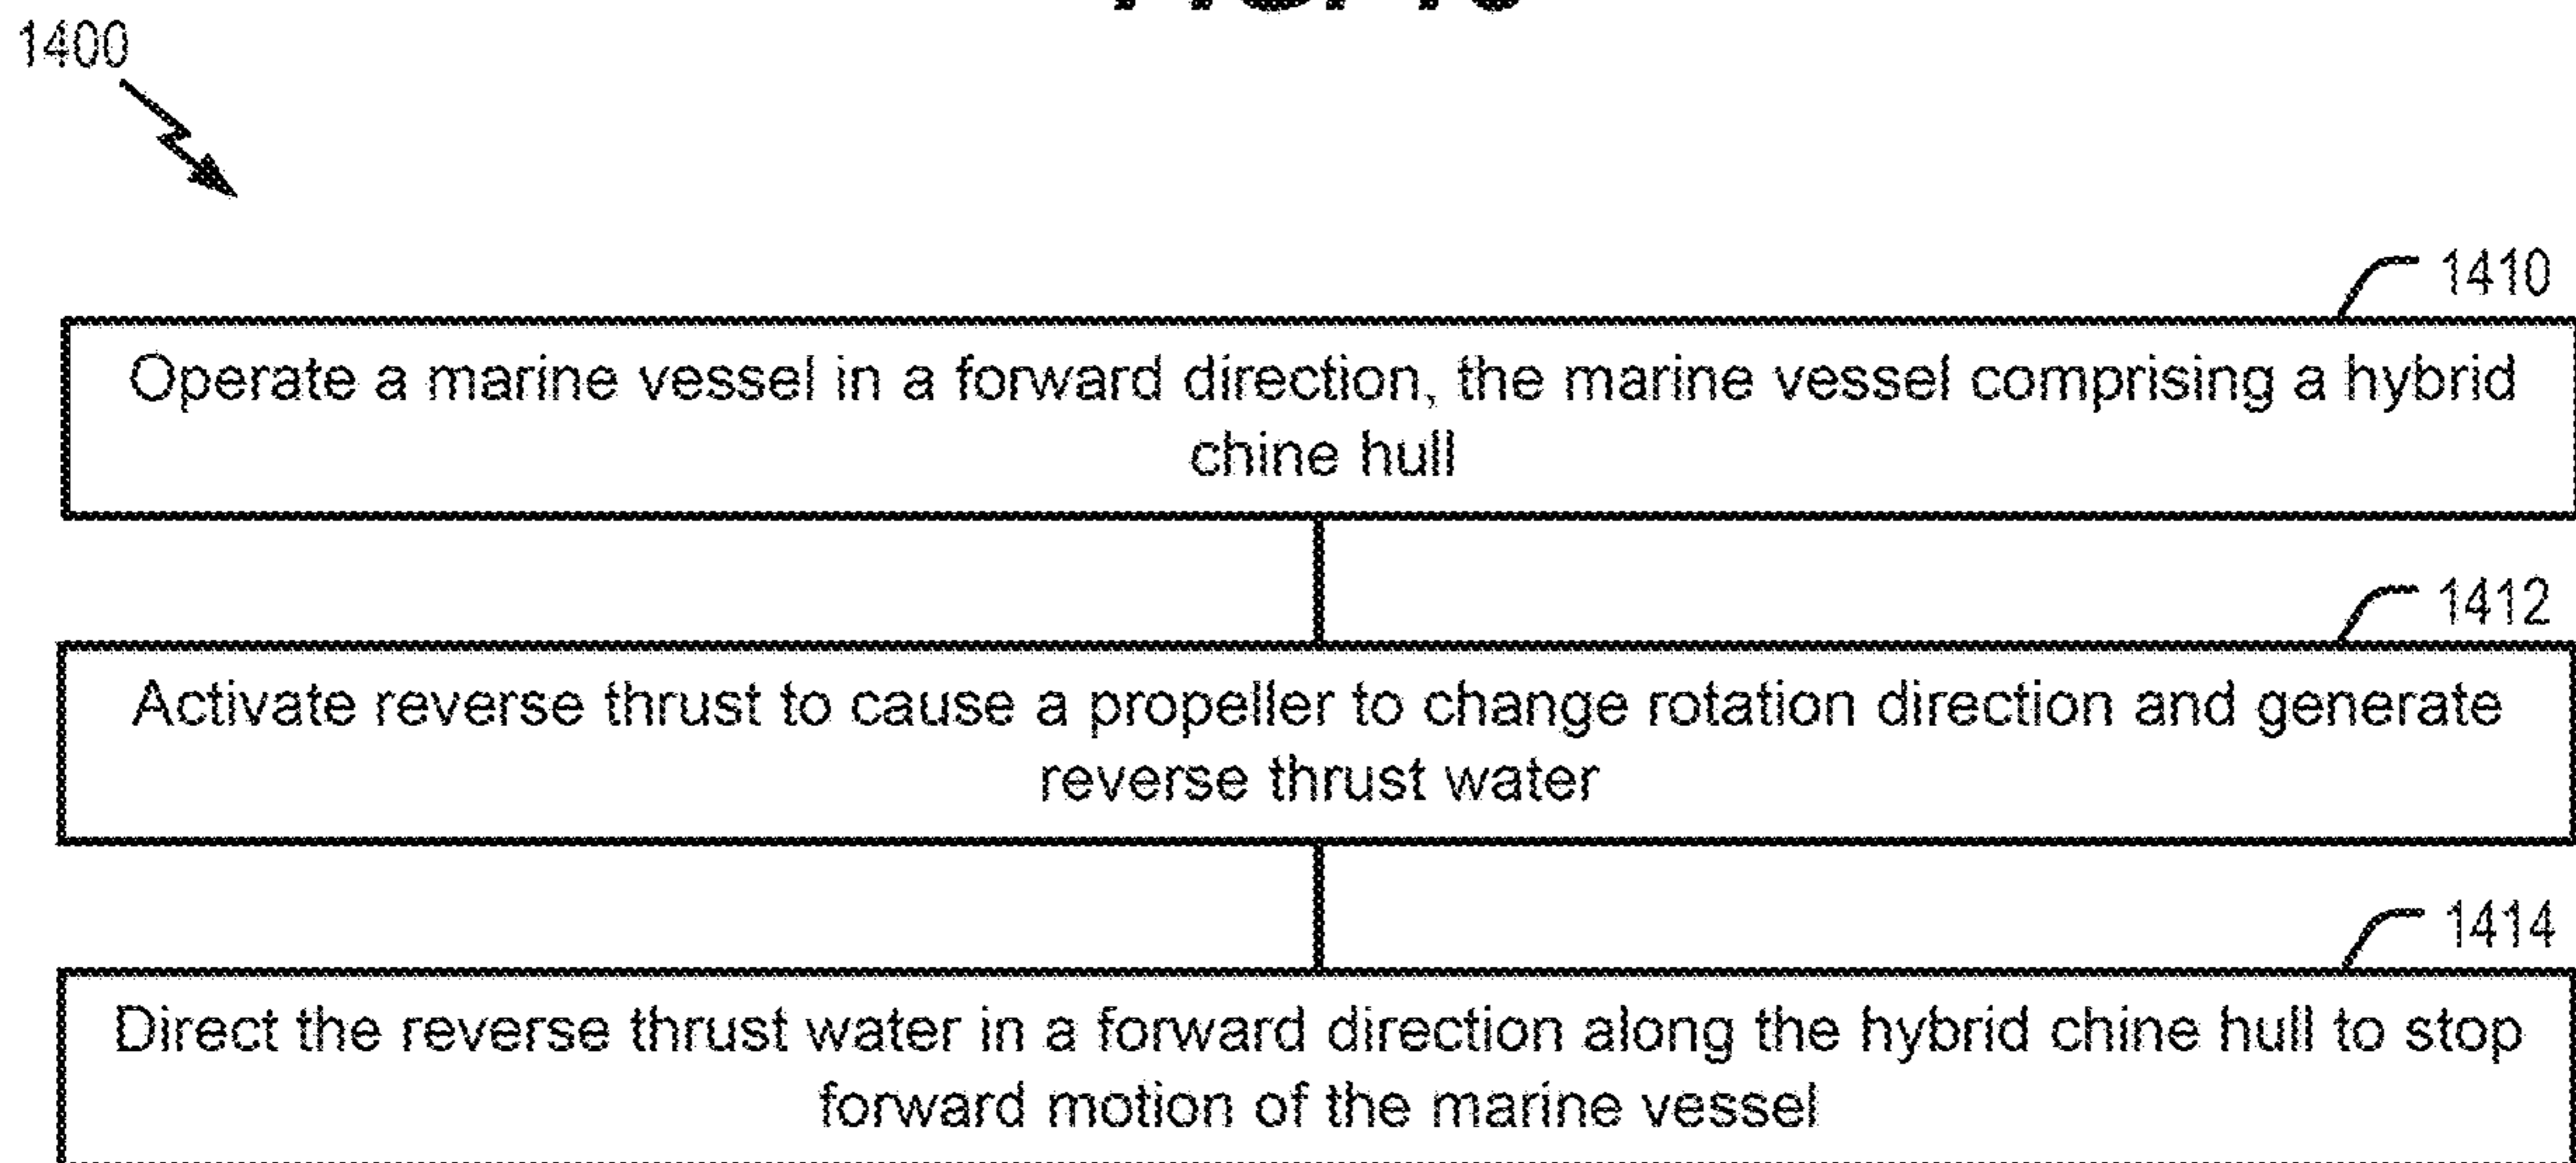 1400
1410
Operate a marine vessel in a forward direction, the marine vessel comprising a hybrid
chine hull
1412
Activate reverse thrust to cause a propeller to change rotation direction and generate
reverse thrust water
1414
Direct the reverse thrust water in a forward direction along the hybrid chine hull to stop
forward motion of the marine vessel